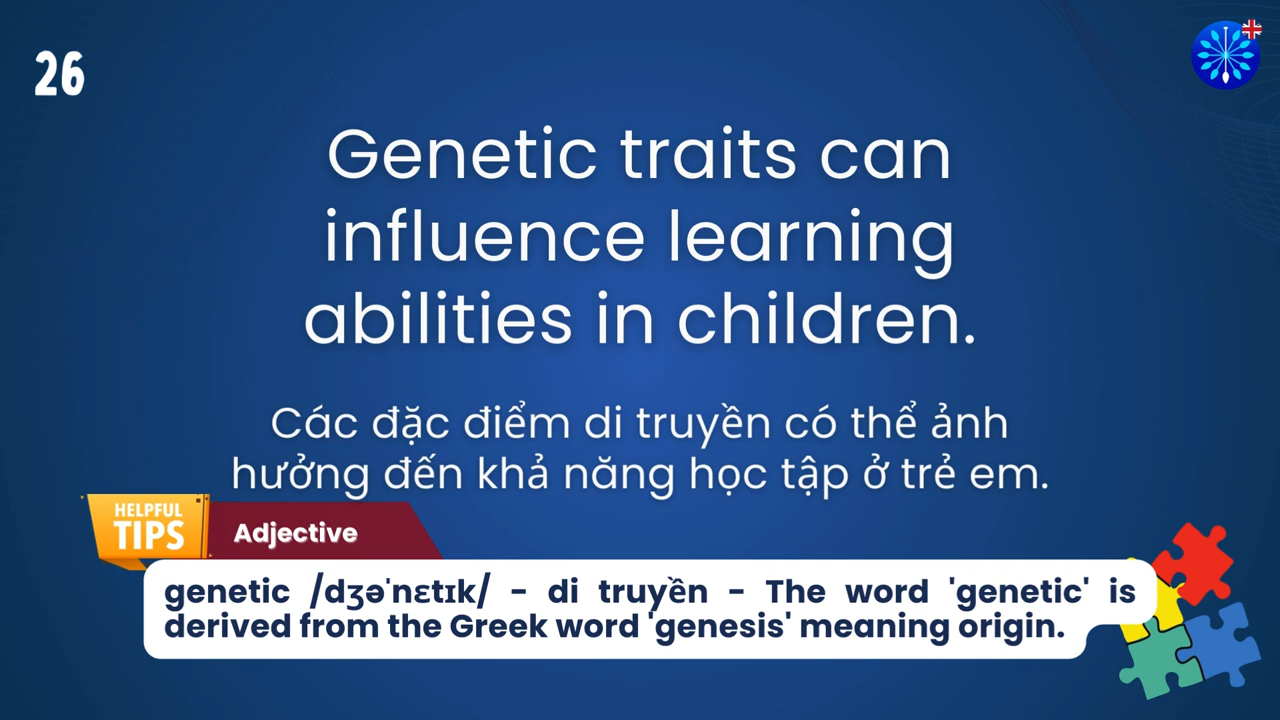 26
Genetic traits can
influence learning
abilities in children.
Các đặc điểm di truyền có thể ảnh
hưởng đến khả năng học tập ở trẻ em.
HELPFUL
TIPS
Adjective
genetic /dʒəˈnɛtɪk/ - di truyền - The word 'genetic' is
derived from the Greek word 'genesis' meaning origin.